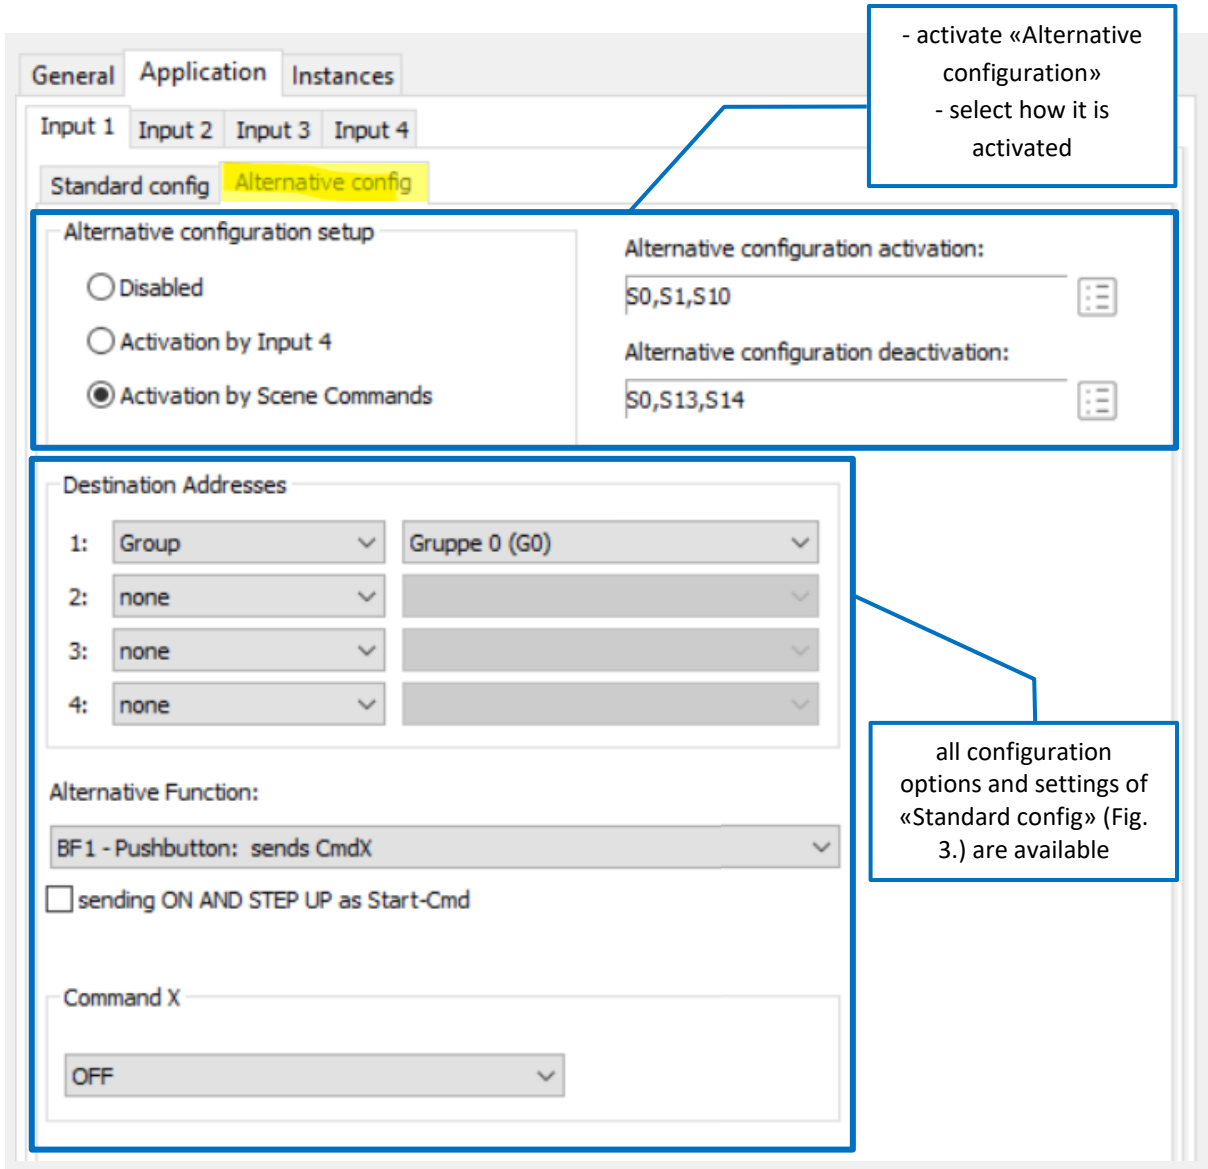 - activate «Alternative
configuration»
- select how it is
activated
General Application Instances
Input 1 Input 2 Input 3 Input 4
Standard config Alternative config
Alternative configuration setup
Disabled
Activation by Input 4
Activation by Scene Commands
Alternative configuration activation:
S0,S1,S10
Alternative configuration deactivation:
S0,S13,S14
Destination Addresses
1: Group Gruppe 0 (G0)
2: none
3: none
4: none
all configuration
options and settings of
«Standard config» (Fig.
3.) are available
Alternative Function:
BF1 - Pushbutton: sends CmdX
sending ON AND STEP UP as Start-Cmd
Command X
OFF